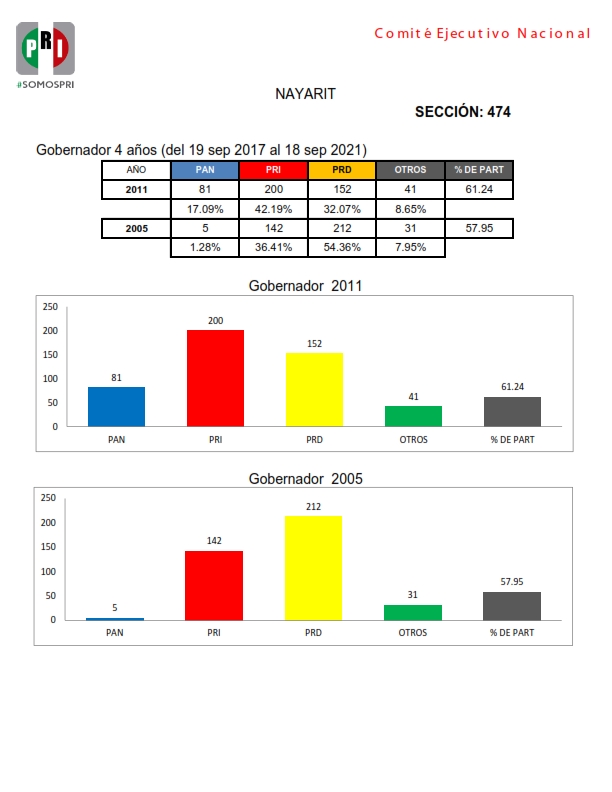 Comité Ejecutivo Nacional
PRI
#SOMOSPRI
NAYARIT
SECCIÓN: 474
Gobernador 4 años (del 19 sep 2017 al 18 sep 2021)
AÑO PAN PRI PRD OTROS % DE PART
2011 81 200 152 41 61.24
17.09% 42.19% 32.07% 8.65%
2005 5 142 212 31 57.95
1.28% 36.41% 54.36% 7.95%
Gobernador 2011
250
200
150
100
50
0
81
200
152
41
61.24
PAN PRI PRD OTROS % DE PART
Gobernador 2005
250
200
150
100
50
0
5
142
212
31
57.95
PAN PRI PRD OTROS % DE PART